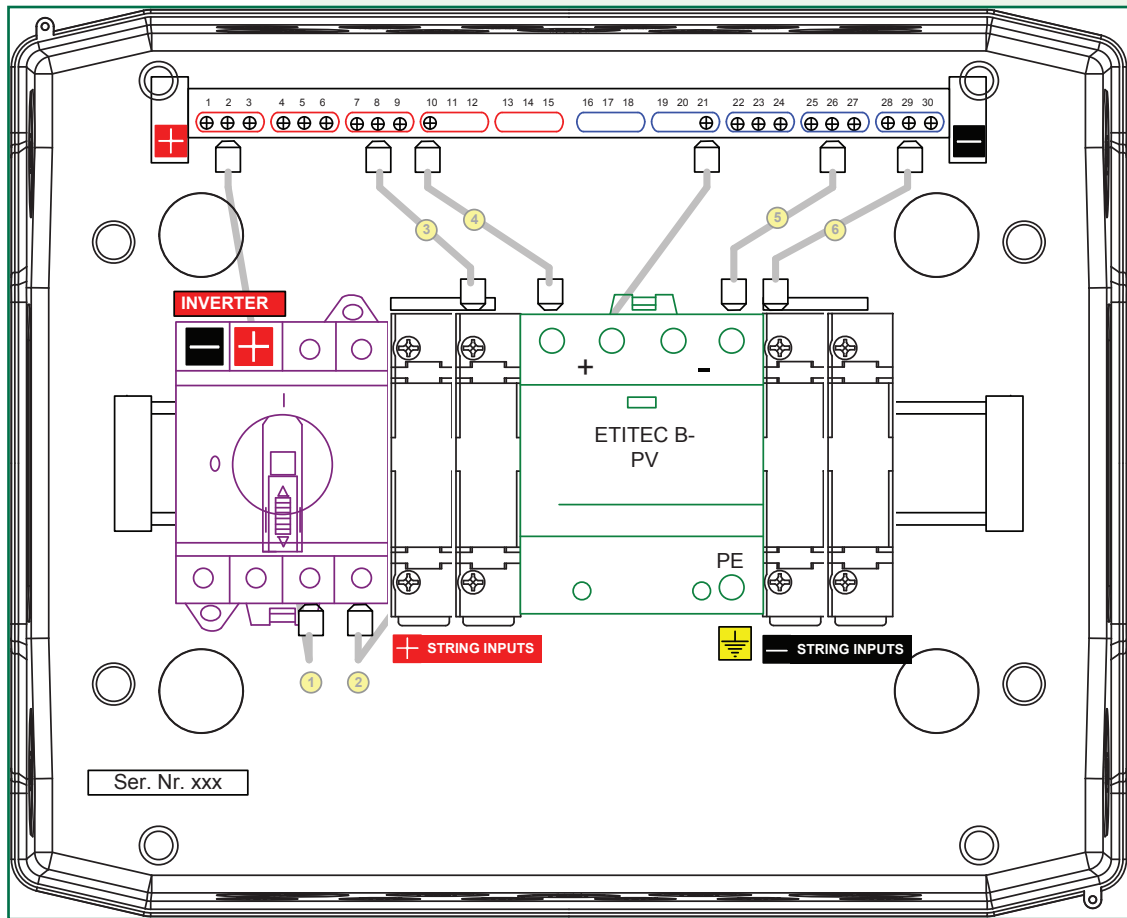 1 2 3 4 5 6 7 8 9 10 11 12 13 14 15 16 17 18 19 20 21 22 23 24 25 26 27 28 29 30
+ −
3 4 5 6
INVERTER
− +
+ -
I
O
ETITEC B-
PV
PE
+ STRING INPUTS
− STRING INPUTS
1 2
Ser. Nr. xxx